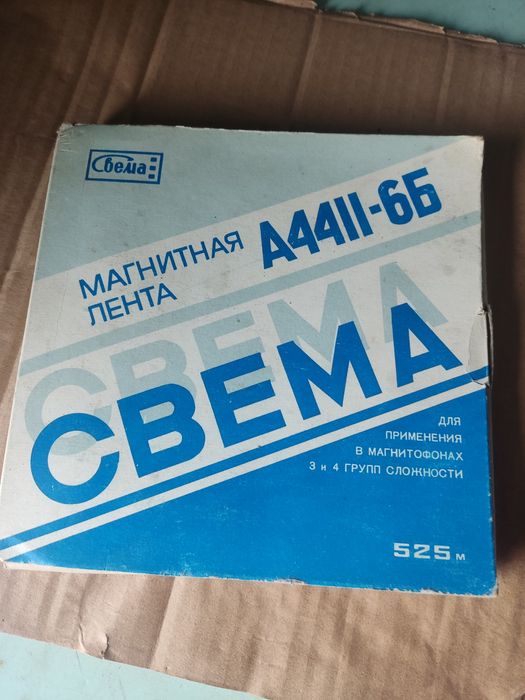 Свема
МАГНИТНАЯ А4411-6Б
ЛЕНТА
СВЕМА
СВЕМА
ДЛЯ
ПРИМЕНЕНИЯ
В МАГНИТОФОНАХ
3 и 4 ГРУПП СЛОЖНОСТИ
525 м